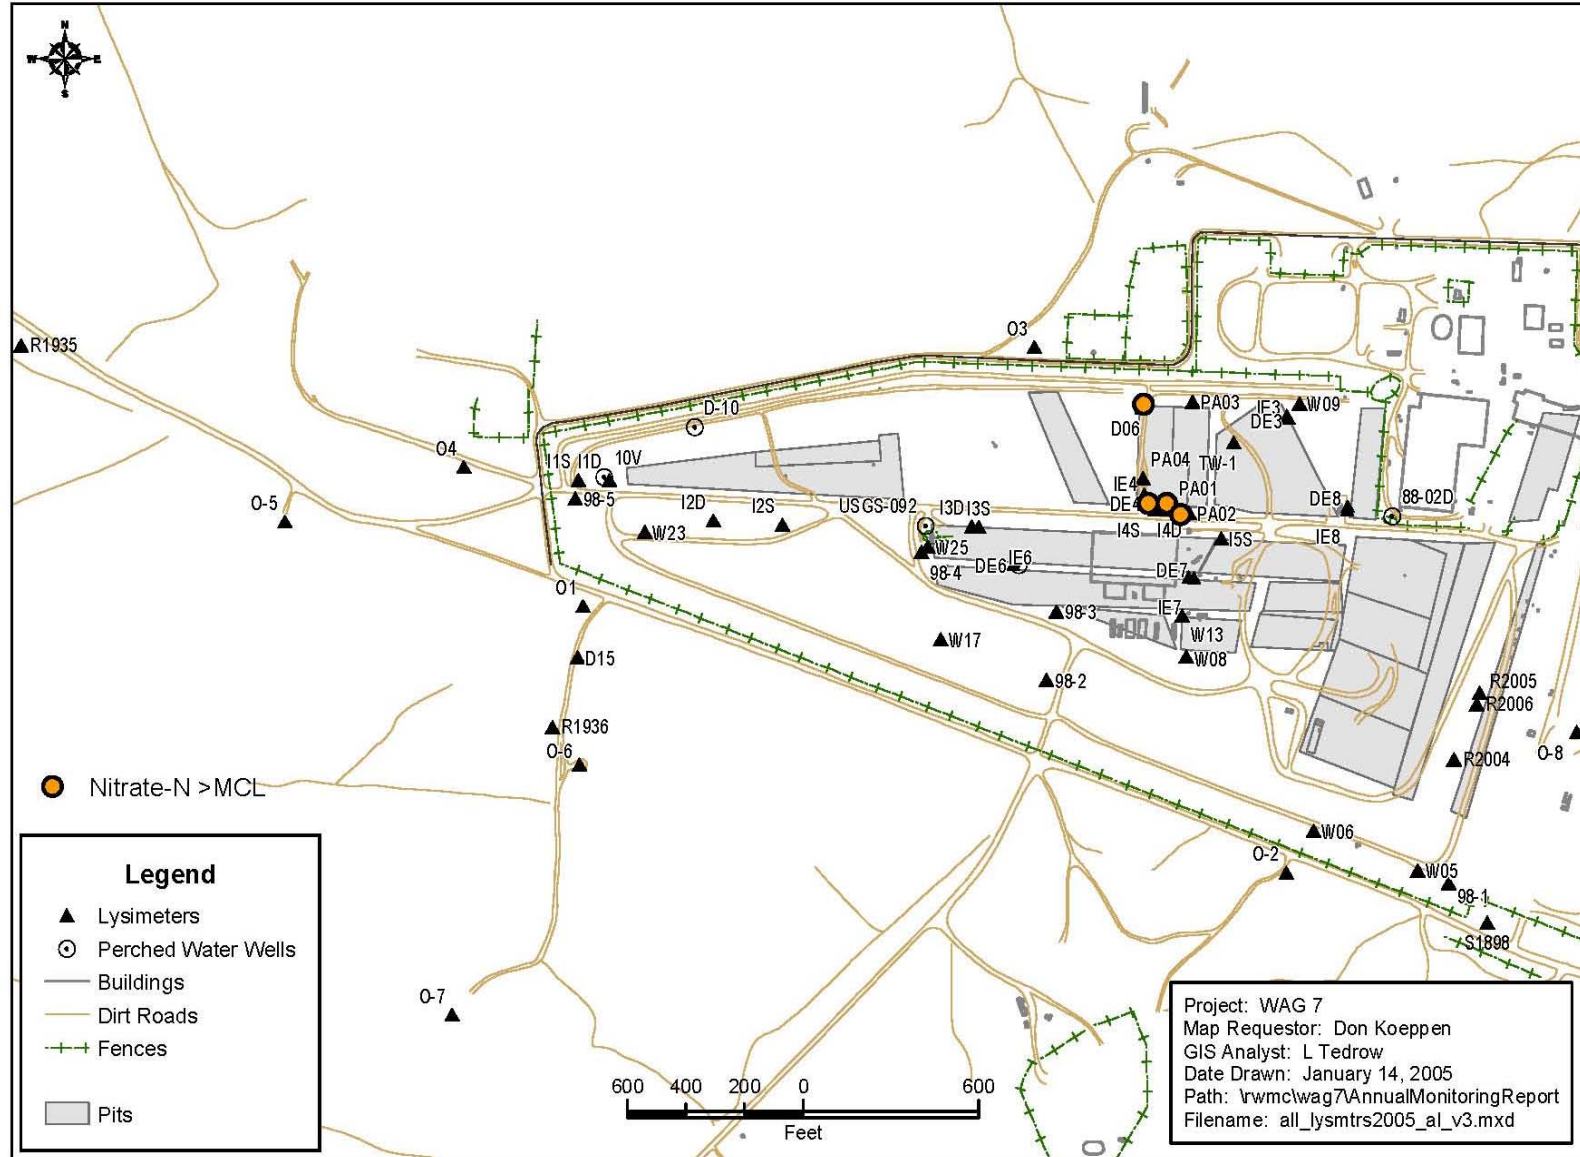 N
W E
S
O3
R1935
D-10
PA03
IE3
W09
D06
DE3
O4
I1S I1D 10V
PA04
TW-1
98-5
IE4
PA01
O-5
I2D
I2S
USGS-092
I3D I3S
DE4
PA02
DE8
88-02D
W23
I4S
I4D
I5S
IE8
W25
IE6
98-4
DE6
DE7
O1
98-3
IE7
W17
W13
D15
W08
98-2
R2005
R2006
R1936
O-6
R2004
O-8
Nitrate-N >MCL
W06
O-2
W05
98-1
S1898
O-7
Legend
Lysimeters
Perched Water Wells
Buildings
Dirt Roads
Fences
Pits
600 400 200 0 600
Feet
Project: WAG 7
Map Requestor: Don Koeppen
GIS Analyst: L Tedrow
Date Drawn: January 14, 2005
Path: \rwmc\wag7\AnnualMonitoringReport
Filename: all_lysmtrs2005_al_v3.mxd